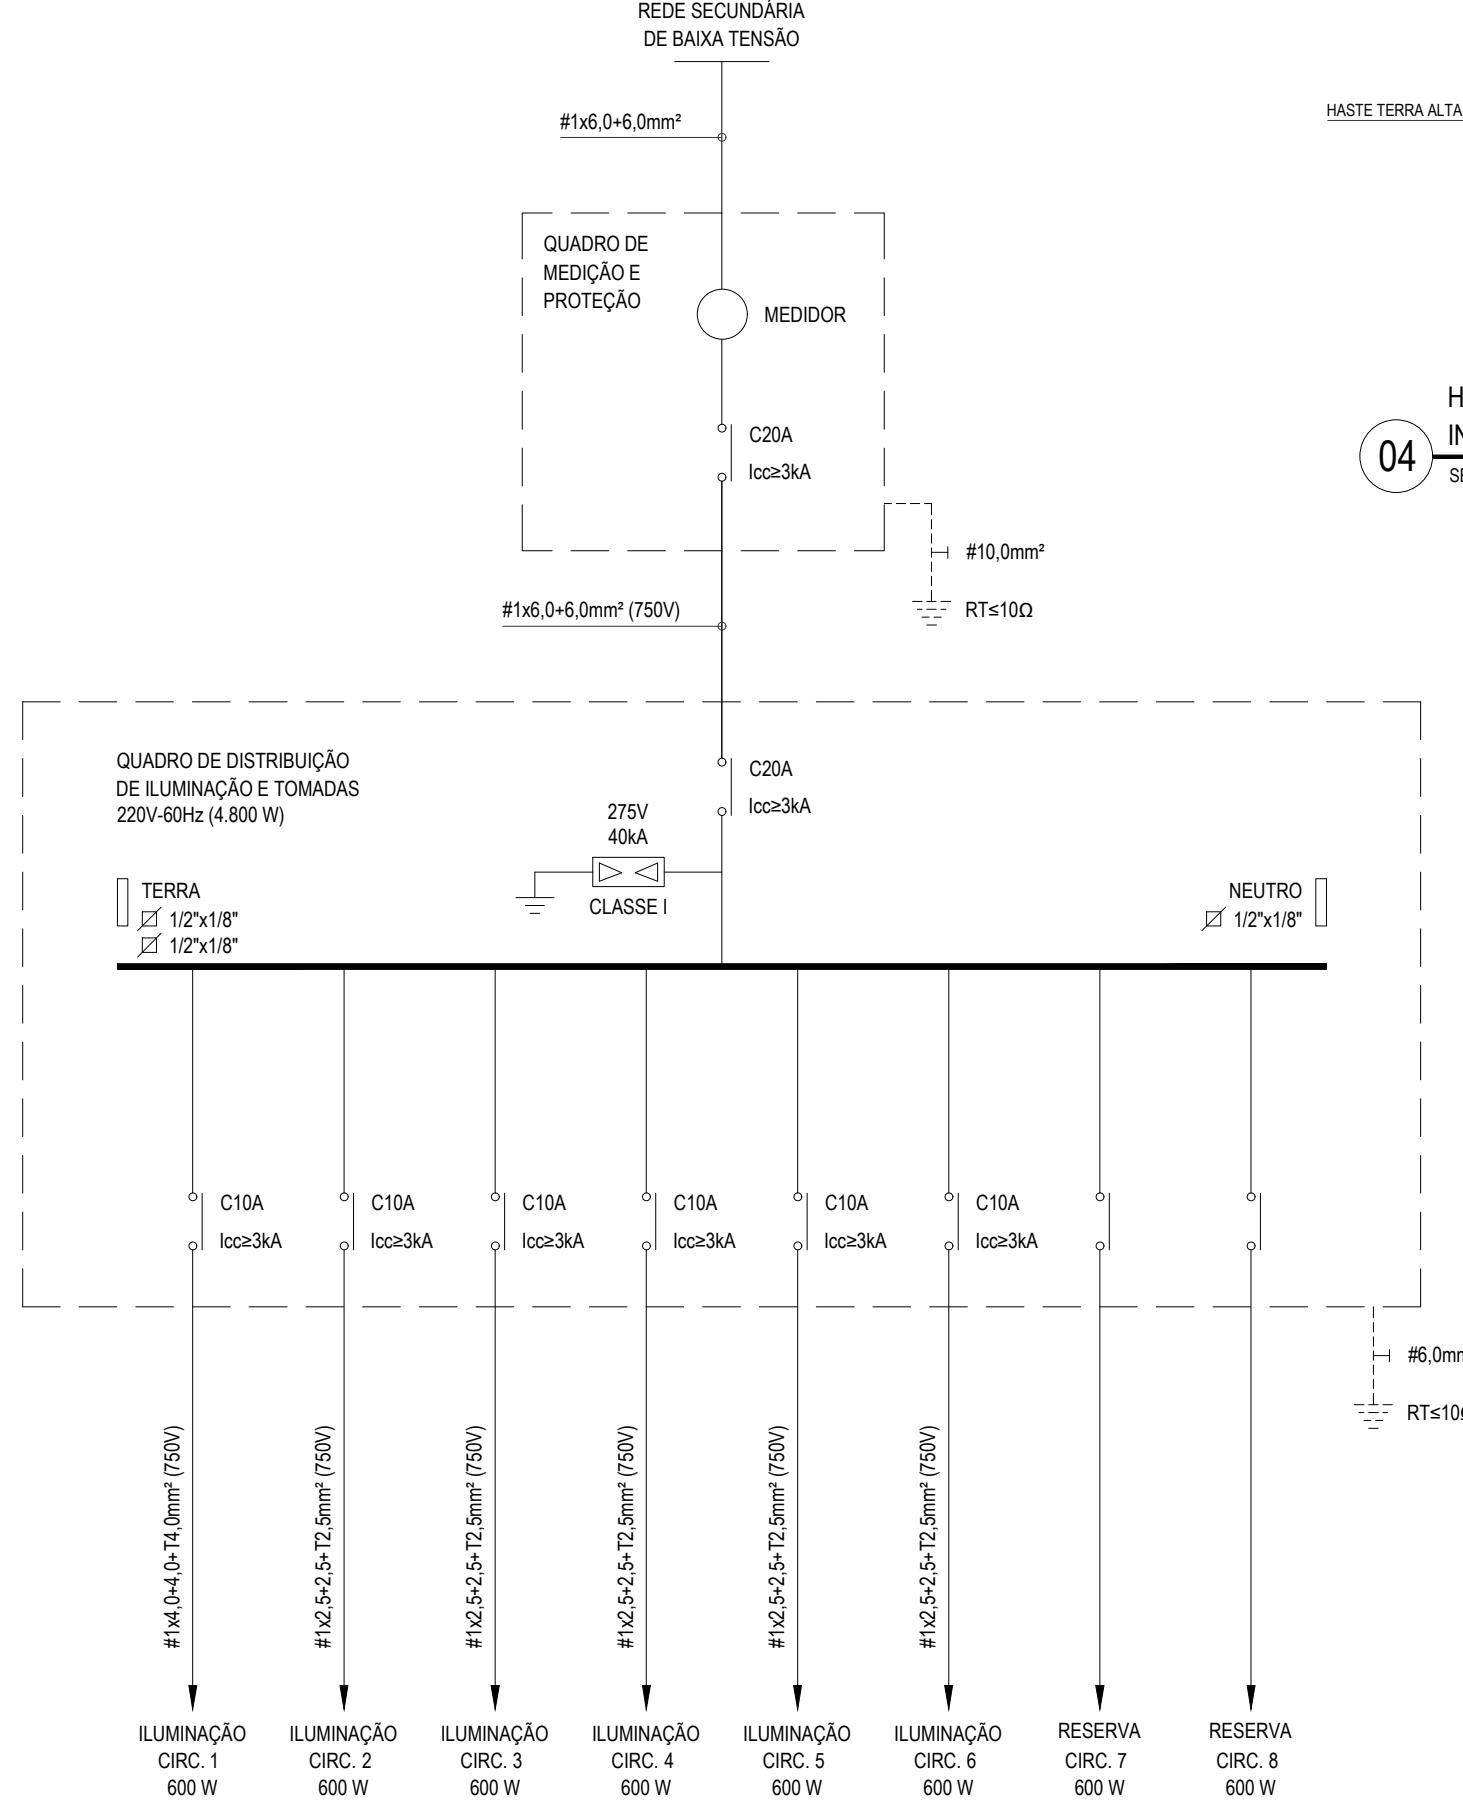 REDE SECUNDÁRIA
DE BAIXA TENSÃO
#1x6,0+6,0mm²
HASTE TERRA ALTA
QUADRO DE
MEDIÇÃO E
PROTEÇÃO
MEDIDOR
C20A
Icc≥3kA
04
#10,0mm²
RT≤10Ω
#1x6,0+6,0mm² (750V)
QUADRO DE DISTRIBUIÇÃO
DE ILUMINAÇÃO E TOMADAS
220V-60Hz (4.800 W)
C20A
Icc≥3kA
275V
40kA
CLASSE I
TERRA
1/2"x1/8"
1/2"x1/8"
NEUTRO
1/2"x1/8"
C10A
Icc≥3kA
C10A
Icc≥3kA
C10A
Icc≥3kA
C10A
Icc≥3kA
C10A
Icc≥3kA
C10A
Icc≥3kA
#6,0mm
RT≤10
#1x4,0+4,0+T4,0mm² (750V)
#1x2,5+2,5+T2,5mm² (750V)
#1x2,5+2,5+T2,5mm² (750V)
#1x2,5+2,5+T2,5mm² (750V)
#1x2,5+2,5+T2,5mm² (750V)
#1x2,5+2,5+T2,5mm² (750V)
ILUMINAÇÃO
CIRC. 1
600 W
ILUMINAÇÃO
CIRC. 2
600 W
ILUMINAÇÃO
CIRC. 3
600 W
ILUMINAÇÃO
CIRC. 4
600 W
ILUMINAÇÃO
CIRC. 5
600 W
ILUMINAÇÃO
CIRC. 6
600 W
RESERVA
CIRC. 7
600 W
RESERVA
CIRC. 8
600 W